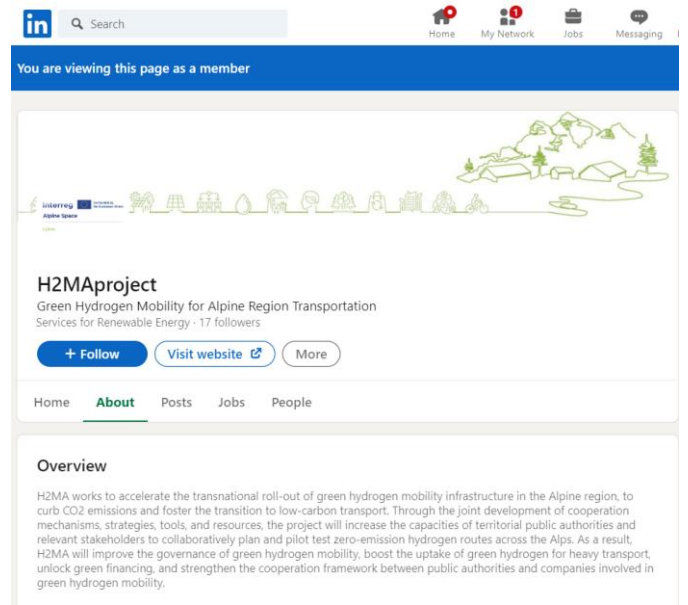 in
Search
Home
My Network
1
Jobs
Messaging
You are viewing this page as a member
interreg
Alpine Space
H2MAproject
Green Hydrogen Mobility for Alpine Region Transportation
Services for Renewable Energy · 17 followers
+ Follow
Visit website
More
Home About Posts Jobs People
Overview
H2MA works to accelerate the transnational roll-out of green hydrogen mobility infrastructure in the Alpine region, to
curb CO2 emissions and foster the transition to low-carbon transport. Through the joint development of cooperation
mechanisms, strategies, tools, and resources, the project will increase the capacities of territorial public authorities and
relevant stakeholders to collaboratively plan and pilot test zero-emission hydrogen routes across the Alps. As a result,
H2MA will improve the governance of green hydrogen mobility, boost the uptake of green hydrogen for heavy transport,
unlock green financing, and strengthen the cooperation framework between public authorities and companies involved in
green hydrogen mobility.